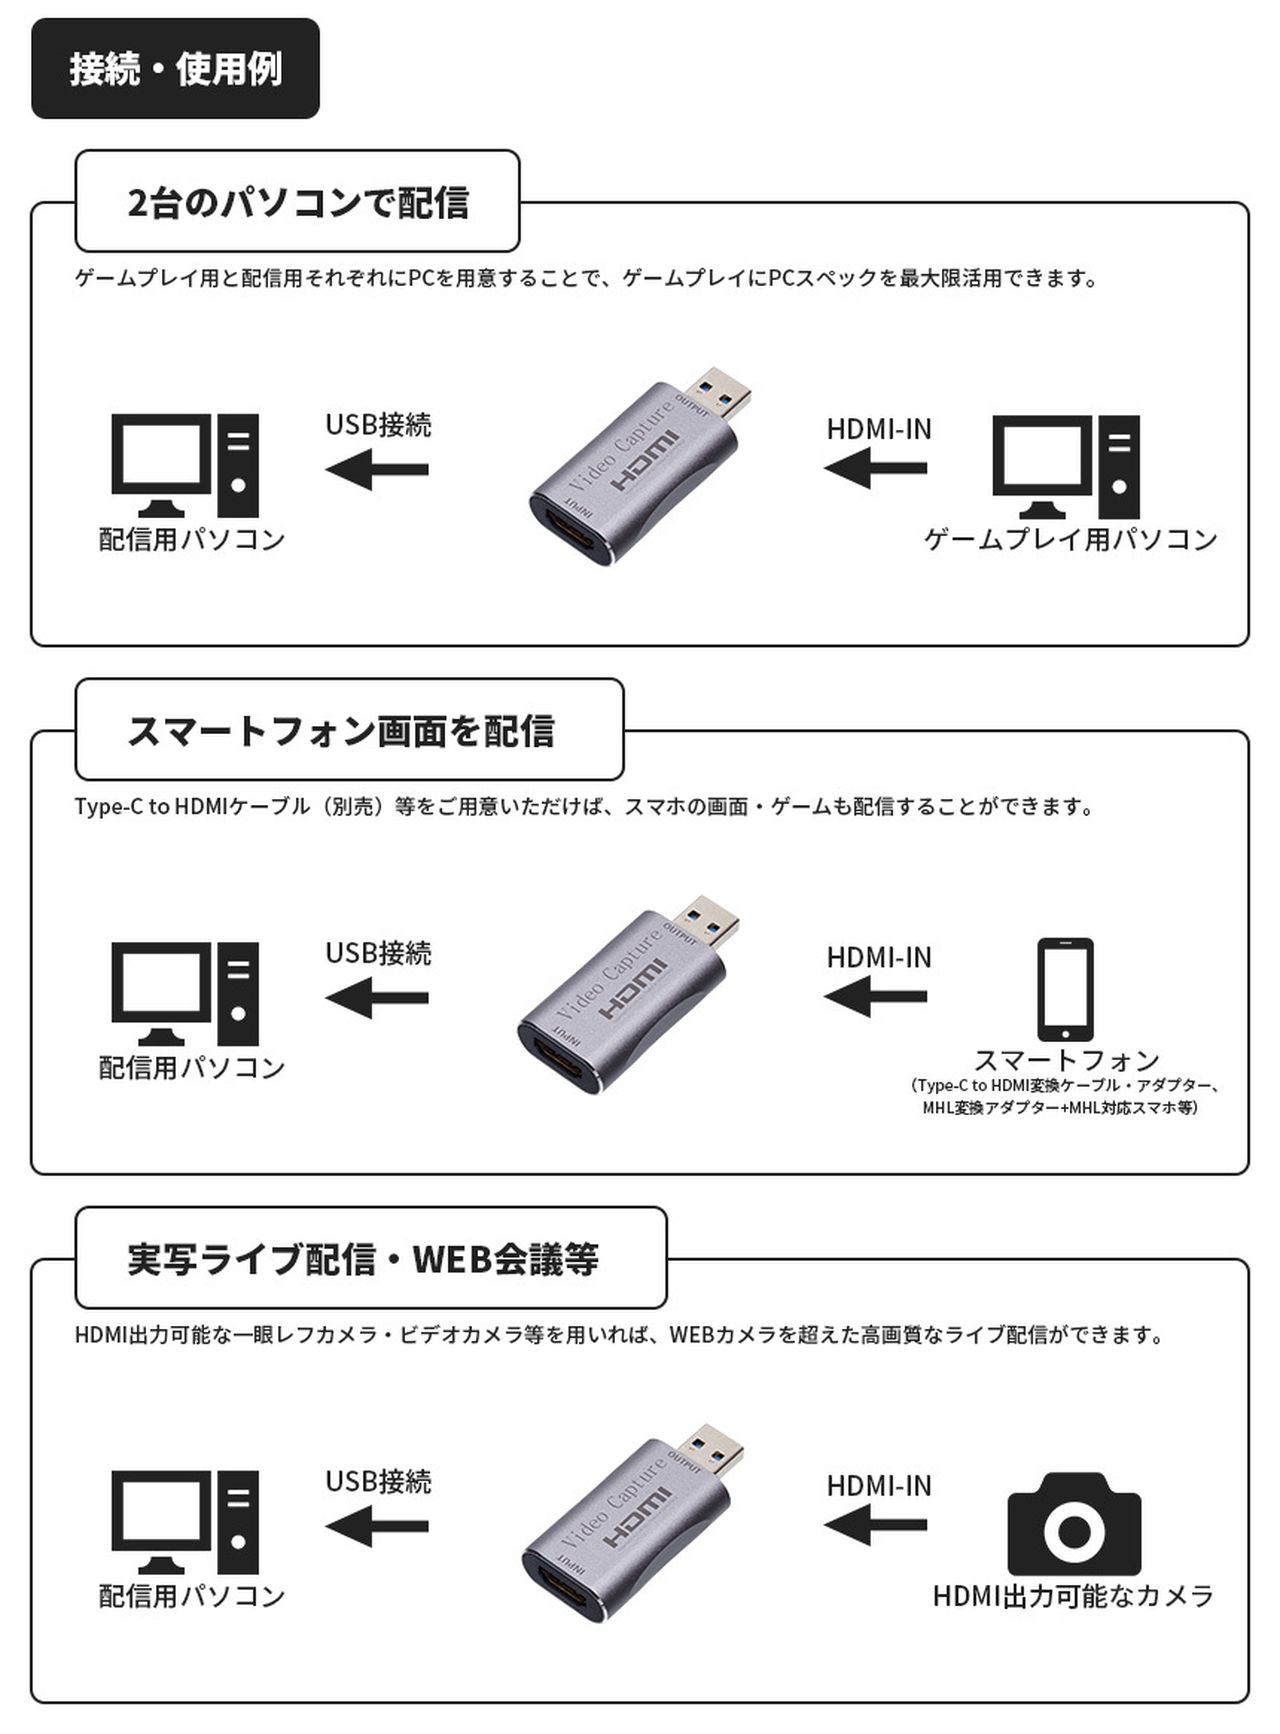 接続・使用例
2台のパソコンで配信
ゲームプレイ用と配信用それぞれにPCを用意することで、ゲームプレイにPCスペックを最大限活用できます。
USB接続
OUTPUT
Video Capture
HDMI
INPUT
HDMI-IN
配信用パソコン
ゲームプレイ用パソコン
スマートフォン画面を配信
Type-C to HDMIケーブル（別売）等をご用意いただけば、スマホの画面・ゲームも配信することができます。
USB接続
OUTPUT
Video Capture
HDMI
INPUT
HDMI-IN
配信用パソコン
スマートフォン
（Type-C to HDMI変換ケーブル・アダプター、
MHL変換アダプター+MHL対応スマホ等）
実写ライブ配信・WEB会議等
HDMI出力可能な一眼レフカメラ・ビデオカメラ等を用いれば、WEBカメラを超えた高画質なライブ配信ができます。
USB接続
OUTPUT
Video Capture
HDMI
INPUT
HDMI-IN
配信用パソコン
HDMI出力可能なカメラ